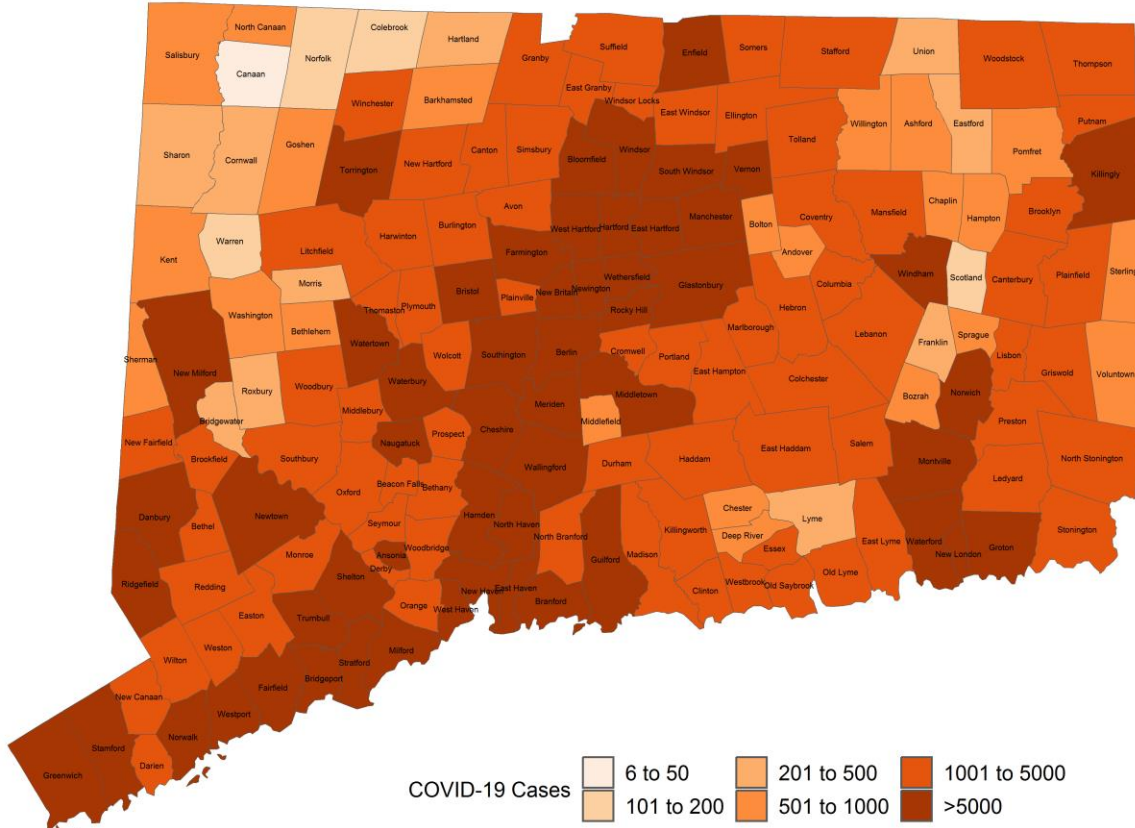 North Canaan
Colebrook
Salisbury
Canaan
Norfolk
Hartland
Granby
Suffield
Enfield
Somers
Stafford
Union
Woodstock
Thompson
East Granby
Windsor Locks
Winchester
Barkhamsted
East Windsor
Ellington
Willington
Ashford
Eastford
Putnam
Sharon
Cornwall
Goshen
Torrington
New Hartford
Canton
Simsbury
Bloomfield
Windsor
South Windsor
Vernon
Tolland
Pomfret
Killingly
Avon
Manchester
Mansfield
Chaplin
Hampton
Brooklyn
Warren
Litchfield
Harwinton
Burlington
West Hartford
Hartford
East Hartford
Bolton
Coventry
Andover
Kent
Farmington
Wethersfield
Windham
Scotland
Canterbury
Plainfield
Sterling
Morris
Bristol
Plainville
New Britain
Newington
Glastonbury
Columbia
Washington
Bethlehem
Thomaston
Plymouth
Rocky Hill
Hebron
Marlborough
Lebanon
Franklin
Sprague
Sherman
New Milford
Watertown
Wolcott
Southington
Berlin
Cromwell
Portland
East Hampton
Lisbon
Griswold
Voluntown
Roxbury
Woodbury
Waterbury
Colchester
Bozrah
Norwich
Bridgewater
Middlebury
Meriden
Middletown
Middlefield
Preston
New Fairfield
Brookfield
Southbury
Naugatuck
Prospect
Cheshire
East Haddam
Salem
Montville
North Stonington
Wallingford
Durham
Haddam
Ledyard
Danbury
Bethel
Newtown
Oxford
Beacon Falls
Bethany
Seymour
Hamden
North Haven
North Branford
Chester
Lyme
Deep River
Killingworth
Essex
East Lyme
Waterford
Groton
Stonington
Monroe
Woodbridge
Ansonia
Derby
Guilford
Madison
New London
Ridgefield
Redding
Shelton
Orange
New Haven
East Haven
West Haven
Branford
Clinton
Westbrook
Old Saybrook
Old Lyme
Easton
Trumbull
Weston
Wilton
Milford
Stratford
Bridgeport
Fairfield
New Canaan
Westport
Norwalk
Stamford
Greenwich
Darien
COVID-19 Cases
6 to 50
201 to 500
1001 to 5000
101 to 200
501 to 1000
>5000